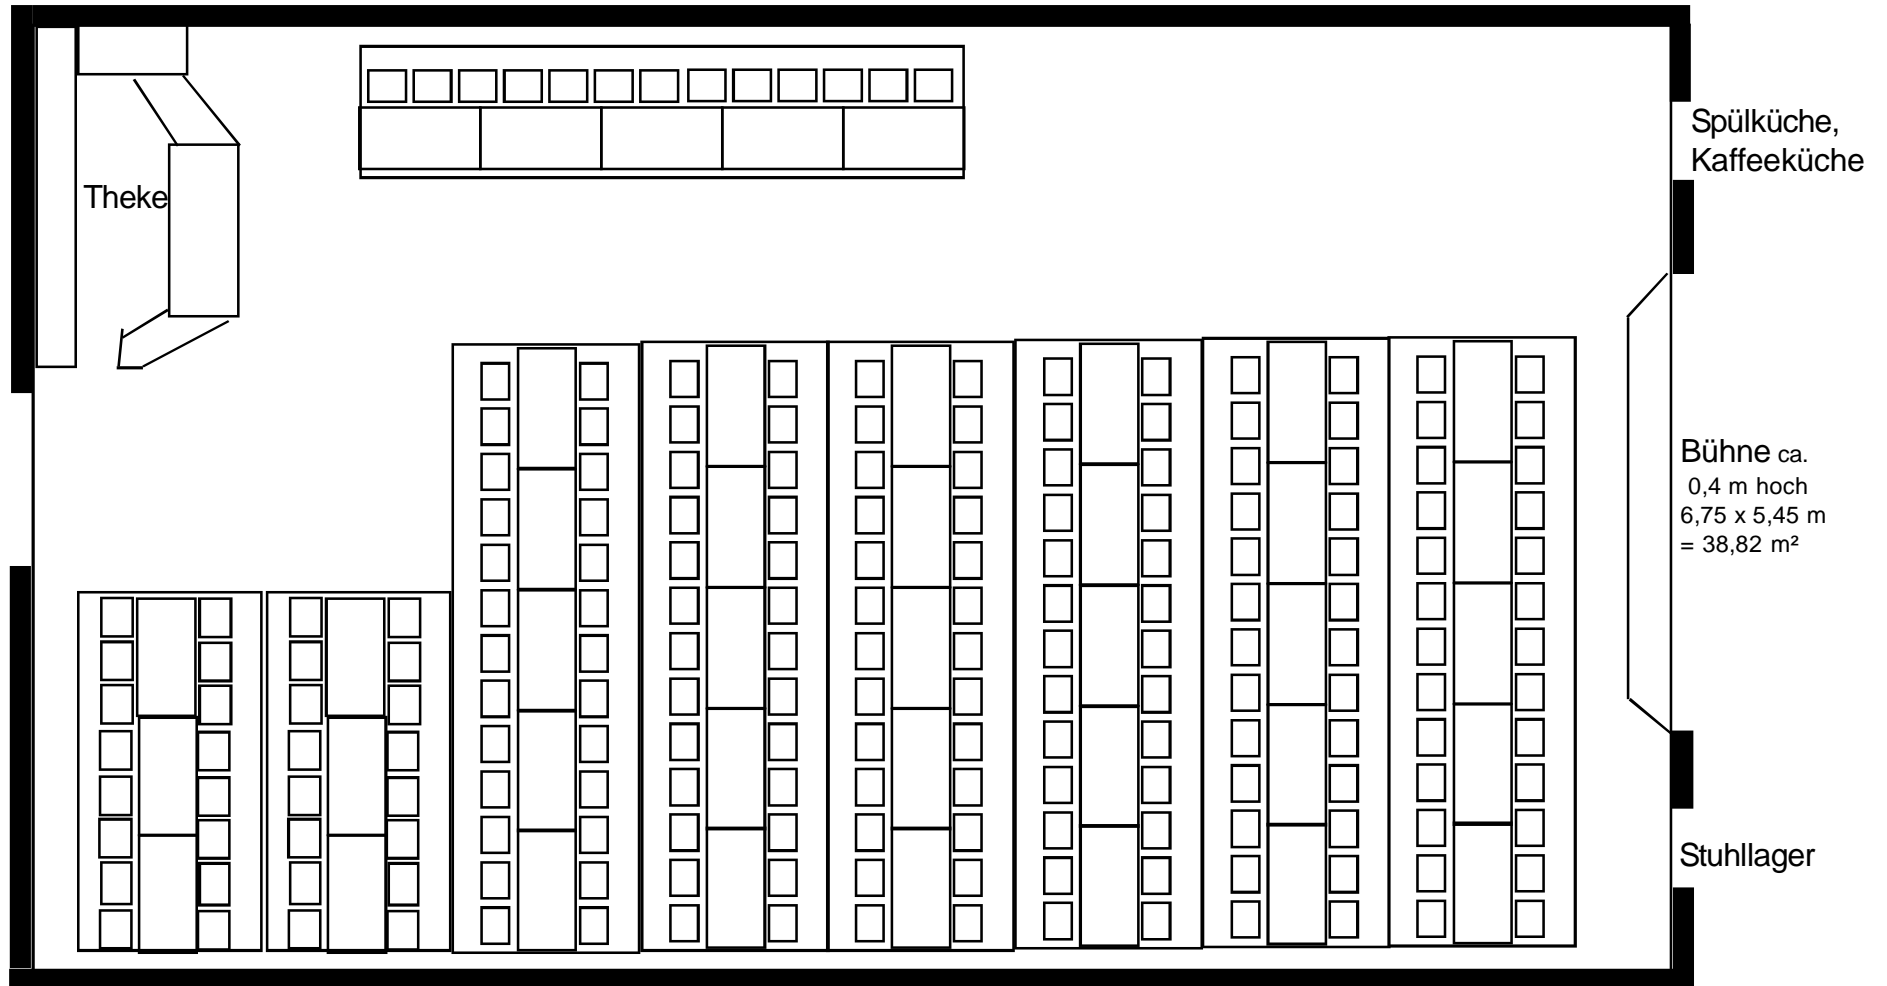 Spülküche,
Kaffeeküche
Theke
Bühne ca.
0,4 m hoch
6,75 x 5,45 m
= 38,82 m²
Stuhllager